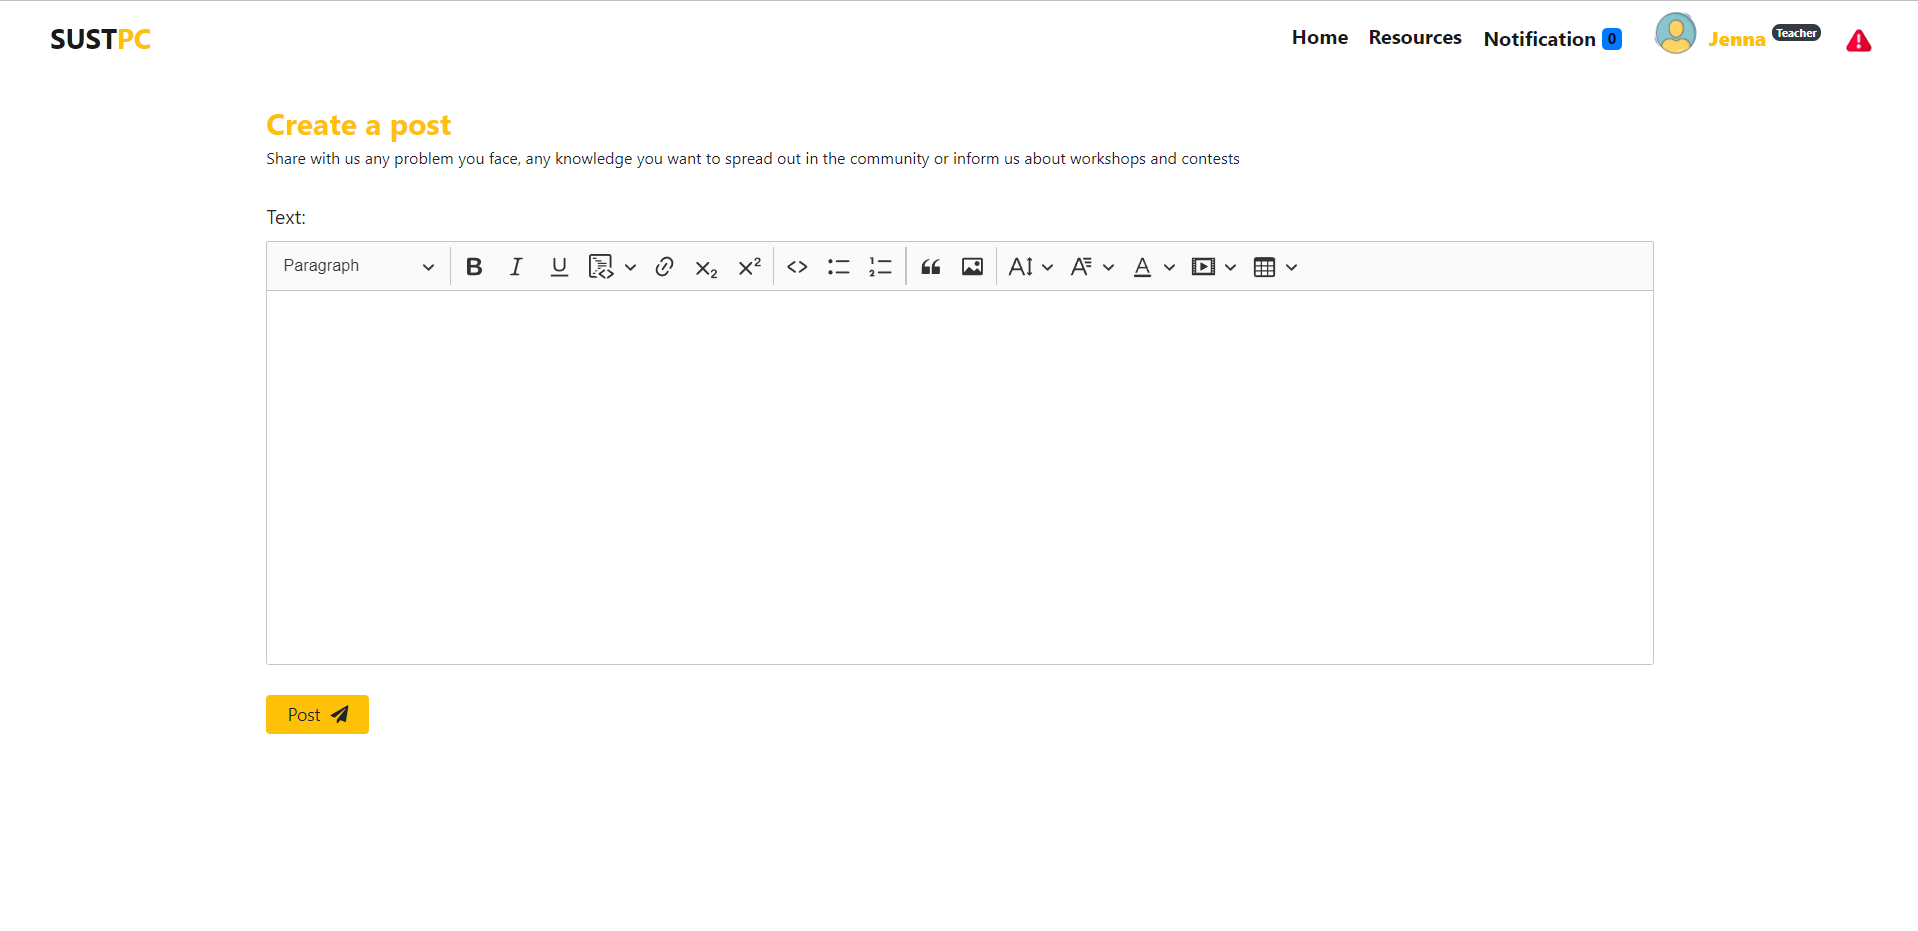 SUSTPC
Home Resources Notification 0 Jenna Teacher
Create a post
Share with us any problem you face, any knowledge you want to spread out in the community or inform us about workshops and contests
Text:
Paragraph
Post